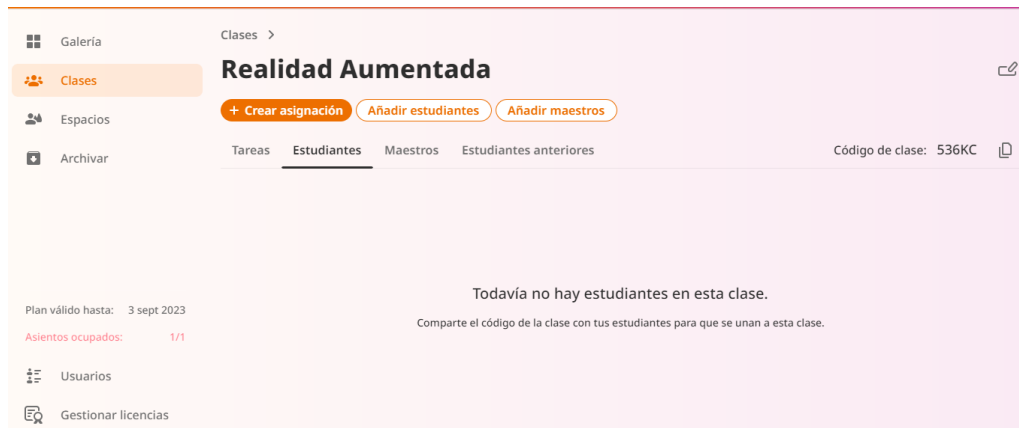 Galería
Clases
Espacios
Archivar
Plan válido hasta: 3 sept 2023
Asientos ocupados: 1/1
Usuarios
Gestionar licencias
Clases >
Realidad Aumentada
+ Crear asignación Añadir estudiantes Añadir maestros
Tareas Estudiantes Maestros Estudiantes anteriores Código de clase: 536KC
Todavía no hay estudiantes en esta clase.
Comparte el código de la clase con tus estudiantes para que se unan a esta clase.